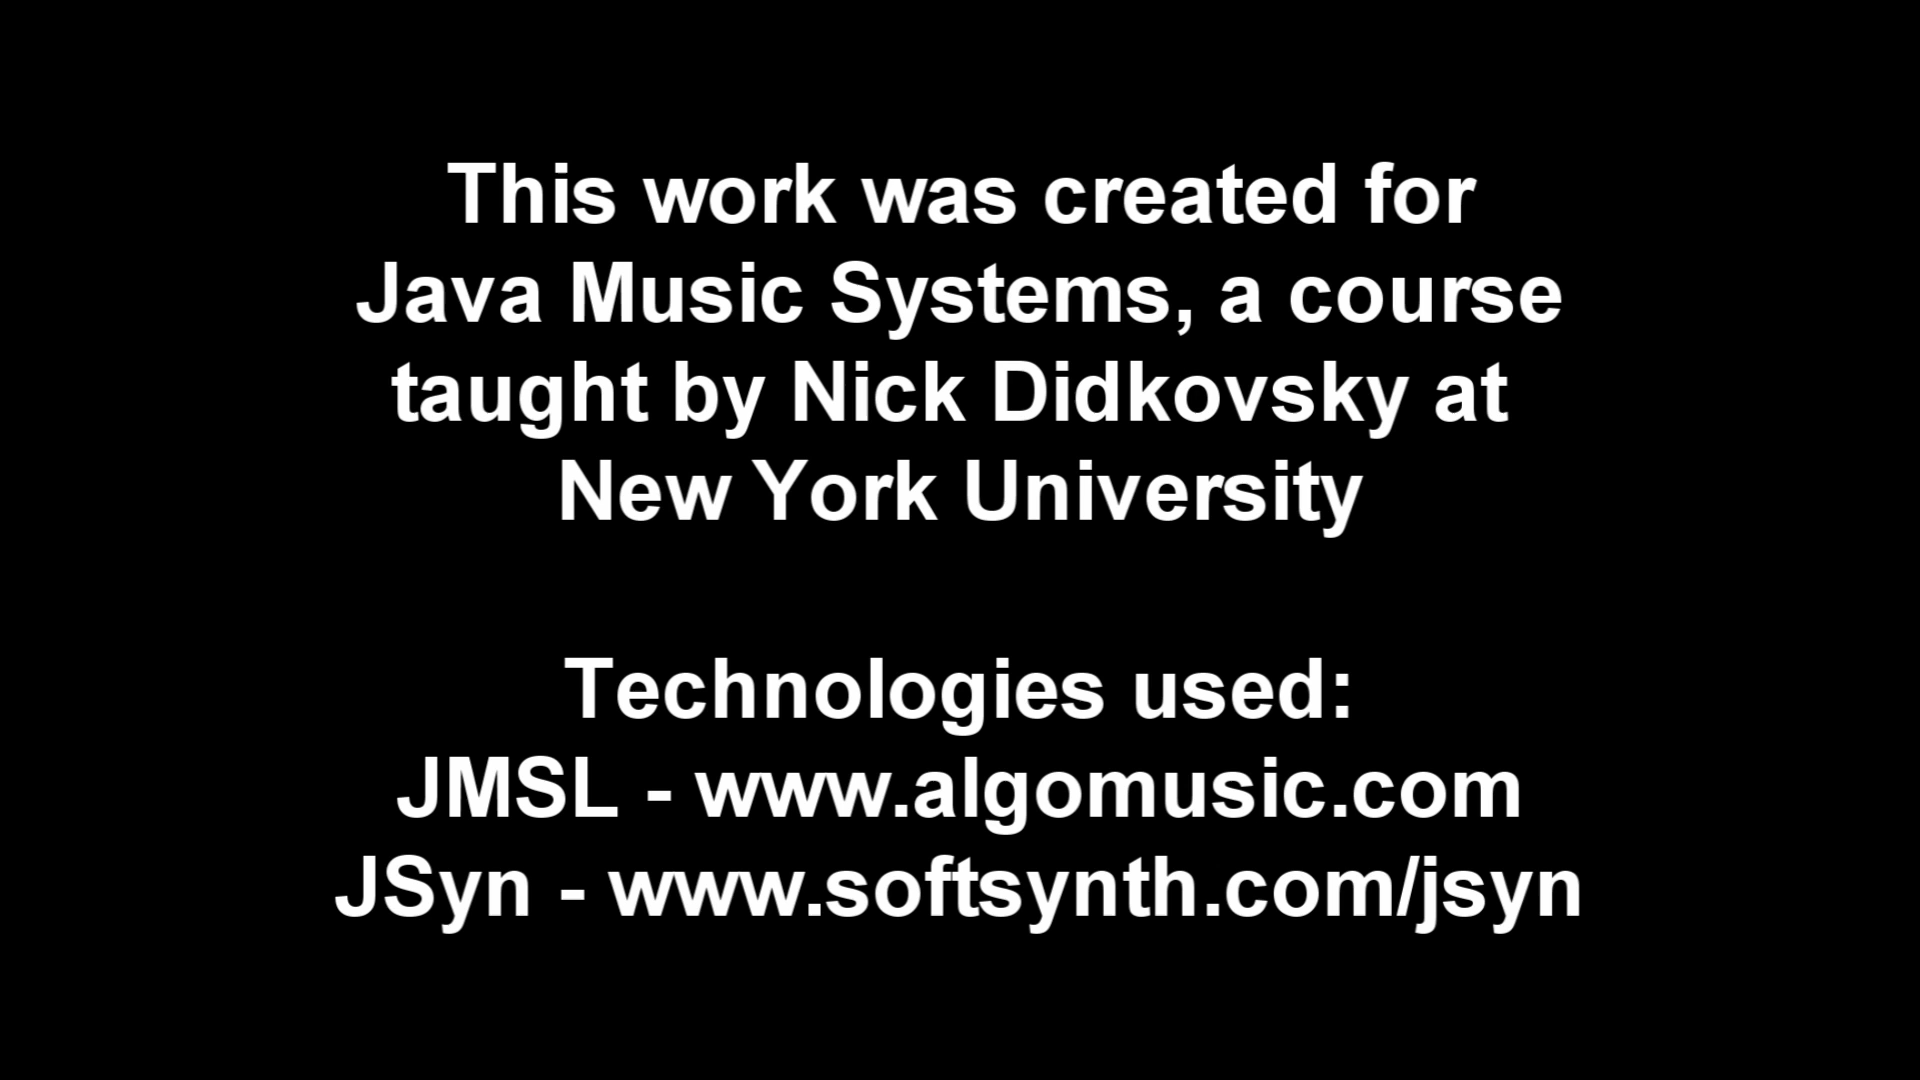 This work was created for
Java Music Systems, a course
taught by Nick Didkovsky at
New York University
Technologies used:
JMSL - www.algomusic.com
JSyn - www.softsynth.com/jsyn